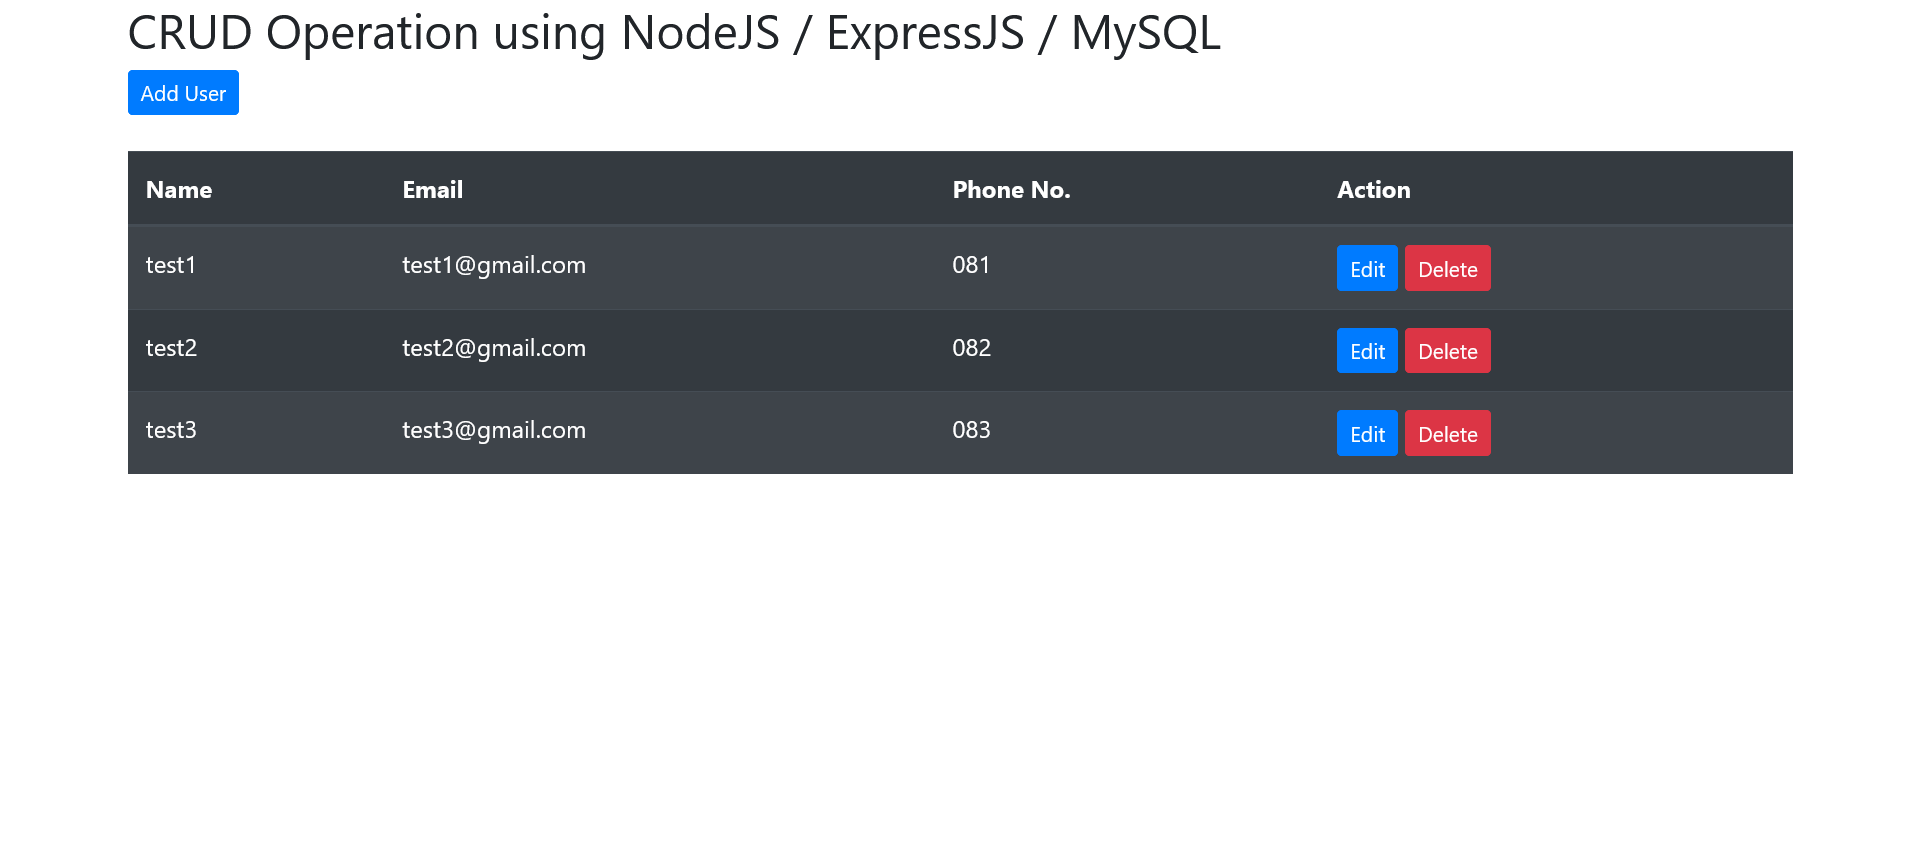 CRUD Operation using NodeJS / ExpressJS / MySQL
Add User
Name Email Phone No. Action
test1 test1@gmail.com 081 Edit Delete
test2 test2@gmail.com 082 Edit Delete
test3 test3@gmail.com 083 Edit Delete